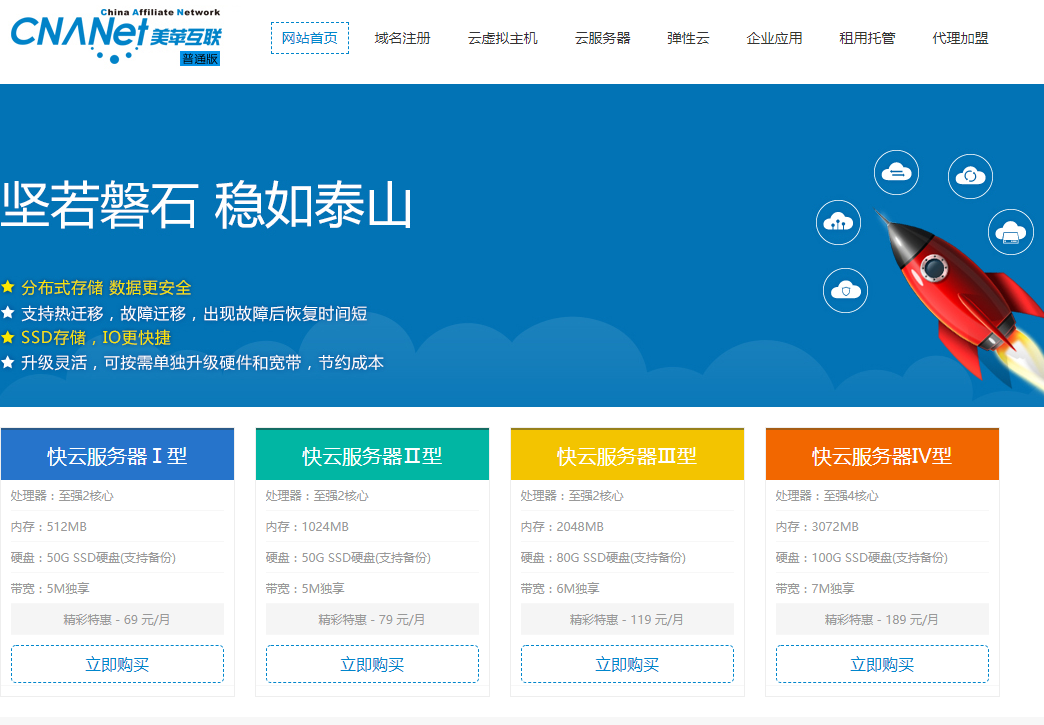 China Affiliate Network
CNANet 美萃互联
普通版
网站首页 域名注册 云虚拟主机 云服务器 弹性云 企业应用 租用托管 代理加盟
坚若磐石 稳如泰山
分布式存储 数据更安全
支持热迁移，故障迁移，出现故障后恢复时间短
SSD存储，IO更快捷
升级灵活，可按需单独升级硬件和宽带，节约成本
快云服务器Ⅰ型 快云服务器Ⅱ型 快云服务器Ⅲ型 快云服务器Ⅳ型
处理器：至强2核心 处理器：至强2核心 处理器：至强2核心 处理器：至强4核心
内存：512MB 内存：1024MB 内存：2048MB 内存：3072MB
硬盘：50G SSD硬盘(支持备份) 硬盘：50G SSD硬盘(支持备份) 硬盘：80G SSD硬盘(支持备份) 硬盘：100G SSD硬盘(支持备份)
带宽：5M独享 带宽：5M独享 带宽：6M独享 带宽：7M独享
精彩特惠 - 69 元/月 精彩特惠 - 79 元/月 精彩特惠 - 119 元/月 精彩特惠 - 189 元/月
立即购买 立即购买 立即购买 立即购买